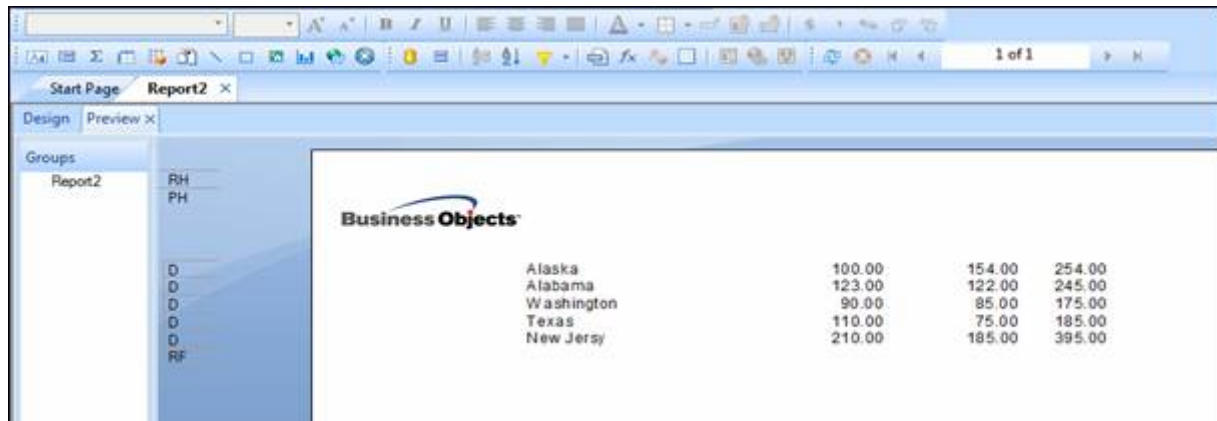 1 of 1
Start Page Report2
Design Preview
Groups
Report2
RH
PH
Business Objects
D Alaska 100.00 154.00 254.00
D Alabama 123.00 122.00 245.00
D Washington 90.00 85.00 175.00
D Texas 110.00 75.00 185.00
D New Jersy 210.00 185.00 395.00
RF